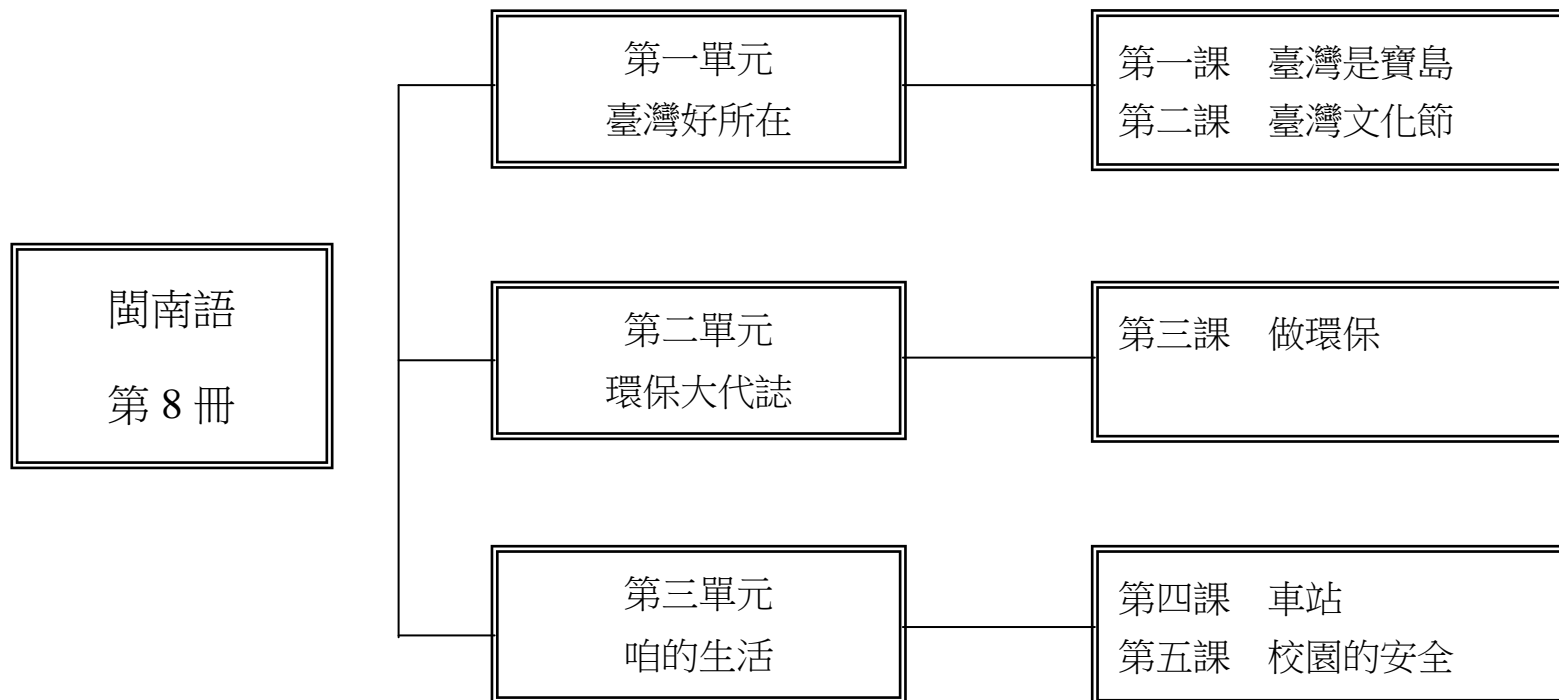 閩南語
第 8 冊
第一單元
臺灣好所在
第一課　臺灣是寶島
第二課　臺灣文化節
第二單元
環保大代誌
第三課　做環保
第三單元
咱的生活
第四課　車站
第五課　校園的安全